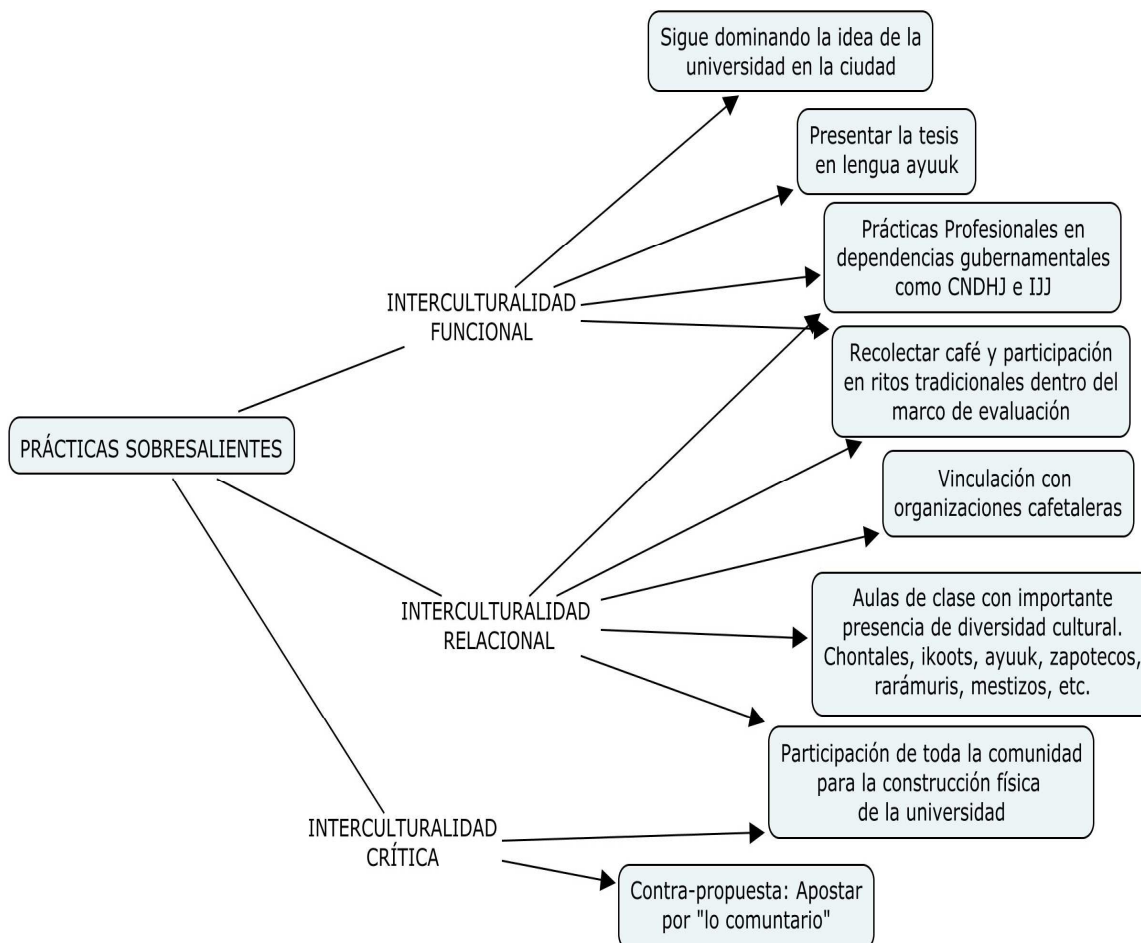 Sigue dominando la idea de la
universidad en la ciudad
Presentar la tesis
en lengua ayuuk
Prácticas Profesionales en
dependencias gubernamentales
como CNDHJ e IJJ
INTERCULTURALIDAD
FUNCIONAL
Recolectar café y participación
en ritos tradicionales dentro del
marco de evaluación
PRÁCTICAS SOBRESALIENTES
Vinculación con
organizaciones cafetaleras
INTERCULTURALIDAD
RELACIONAL
Aulas de clase con importante
presencia de diversidad cultural.
Chontales, ikoots, ayuuk, zapotecos,
rarámuris, mestizos, etc.
Participación de toda la comunidad
para la construcción física
de la universidad
INTERCULTURALIDAD
CRÍTICA
Contra-propuesta: Apostar
por "lo comuntario"